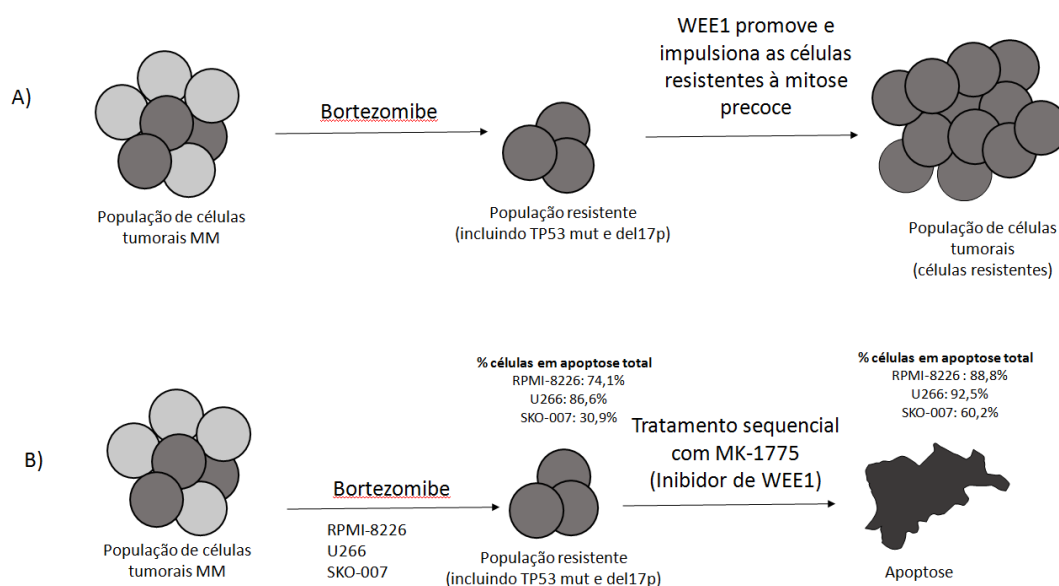 A)
Bortezomibe
WEE1 promove e
impulsiona as células
resistentes à mitose
precoce
População de células
tumorais MM
População resistente
(incluindo TP53 mut e del17p)
População de células
tumorais
(células resistentes)
B)
% células em apoptose total
RPMI-8226: 74,1%
U266: 86,6%
SKO-007: 30,9%
% células em apoptose total
RPMI-8226 : 88,8%
U266: 92,5%
SKO-007: 60,2%
Bortezomibe
RPMI-8226
U266
SKO-007
Tratamento sequencial
com MK-1775
(Inibidor de WEE1)
População de células
tumorais MM
População resistente
(incluindo TP53 mut e del17p)
Apoptose